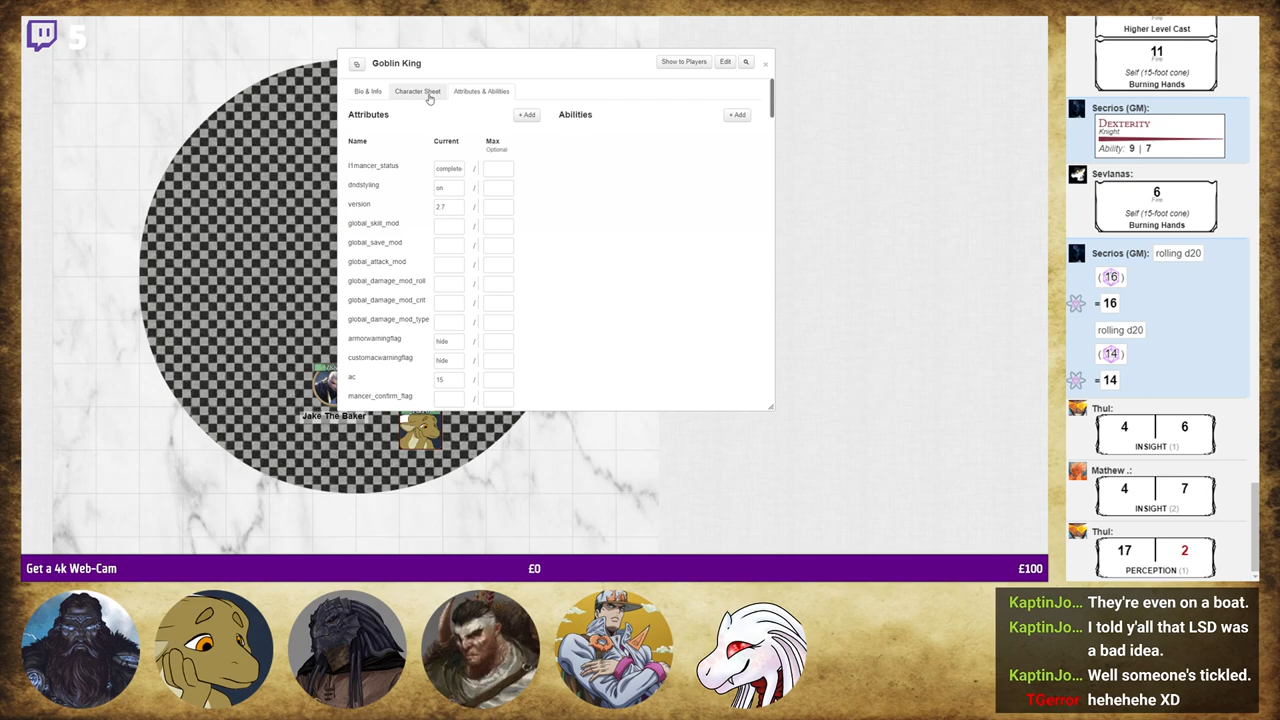 5
Goblin King
Show to Players
Edit
Bio & Info
Character Sheet
Attributes & Abilities
Attributes
+ Add
Abilities
+ Add
Name Current Max
Optional
l1mancer_status complete /
dndstyling on /
version 2.7 /
global_skill_mod /
global_save_mod /
global_attack_mod /
global_damage_mod_roll /
global_damage_mod_crit /
global_damage_mod_type /
armorwarningflag hide /
customacwarningflag hide /
ac 15 /
mancer_confirm_flag /
Jake The Baker
Get a 4k Web-Cam £0 £100
Fire
Higher Level Cast
11
Fire
Self (15-foot cone)
Burning Hands
Secrios (GM):
DEXTERITY
Knight
Ability: 9 | 7
Sevlanas:
6
Fire
Self (15-foot cone)
Burning Hands
Secrios (GM): rolling d20
(16)
= 16
rolling d20
(14)
= 14
Thul:
4 6
INSIGHT (1)
Mathew .:
4 7
INSIGHT (2)
Thul:
17 2
PERCEPTION (1)
KaptinJo... They're even on a boat.
KaptinJo... I told y'all that LSD was
a bad idea.
KaptinJo... Well someone's tickled.
TGerror hehehehe XD